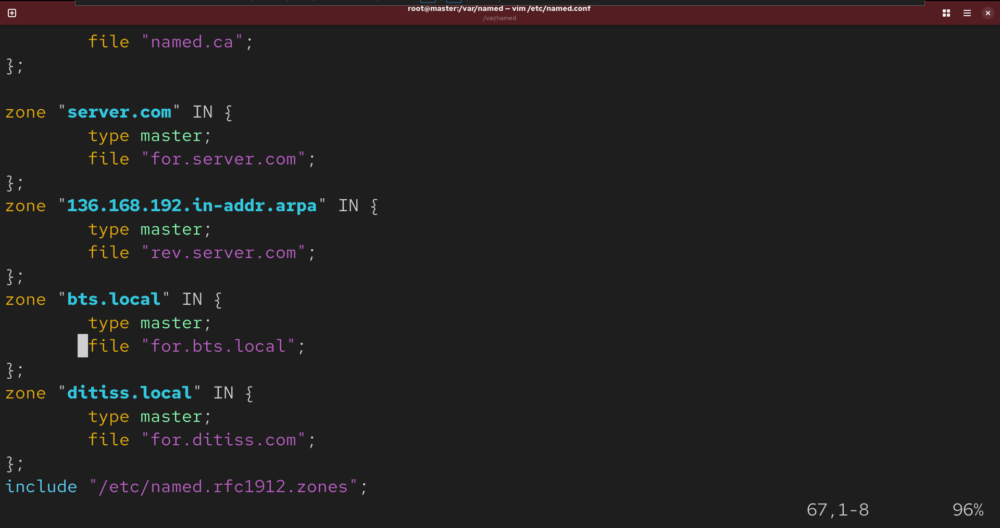 root@master:/var/named — vim /etc/named.conf
/var/named
file "named.ca";
};
zone "server.com" IN {
type master;
file "for.server.com";
};
zone "136.168.192.in-addr.arpa" IN {
type master;
file "rev.server.com";
};
zone "bts.local" IN {
type master;
file "for.bts.local";
};
zone "ditiss.local" IN {
type master;
file "for.ditiss.com";
};
include "/etc/named.rfc1912.zones";
67,1-8 96%